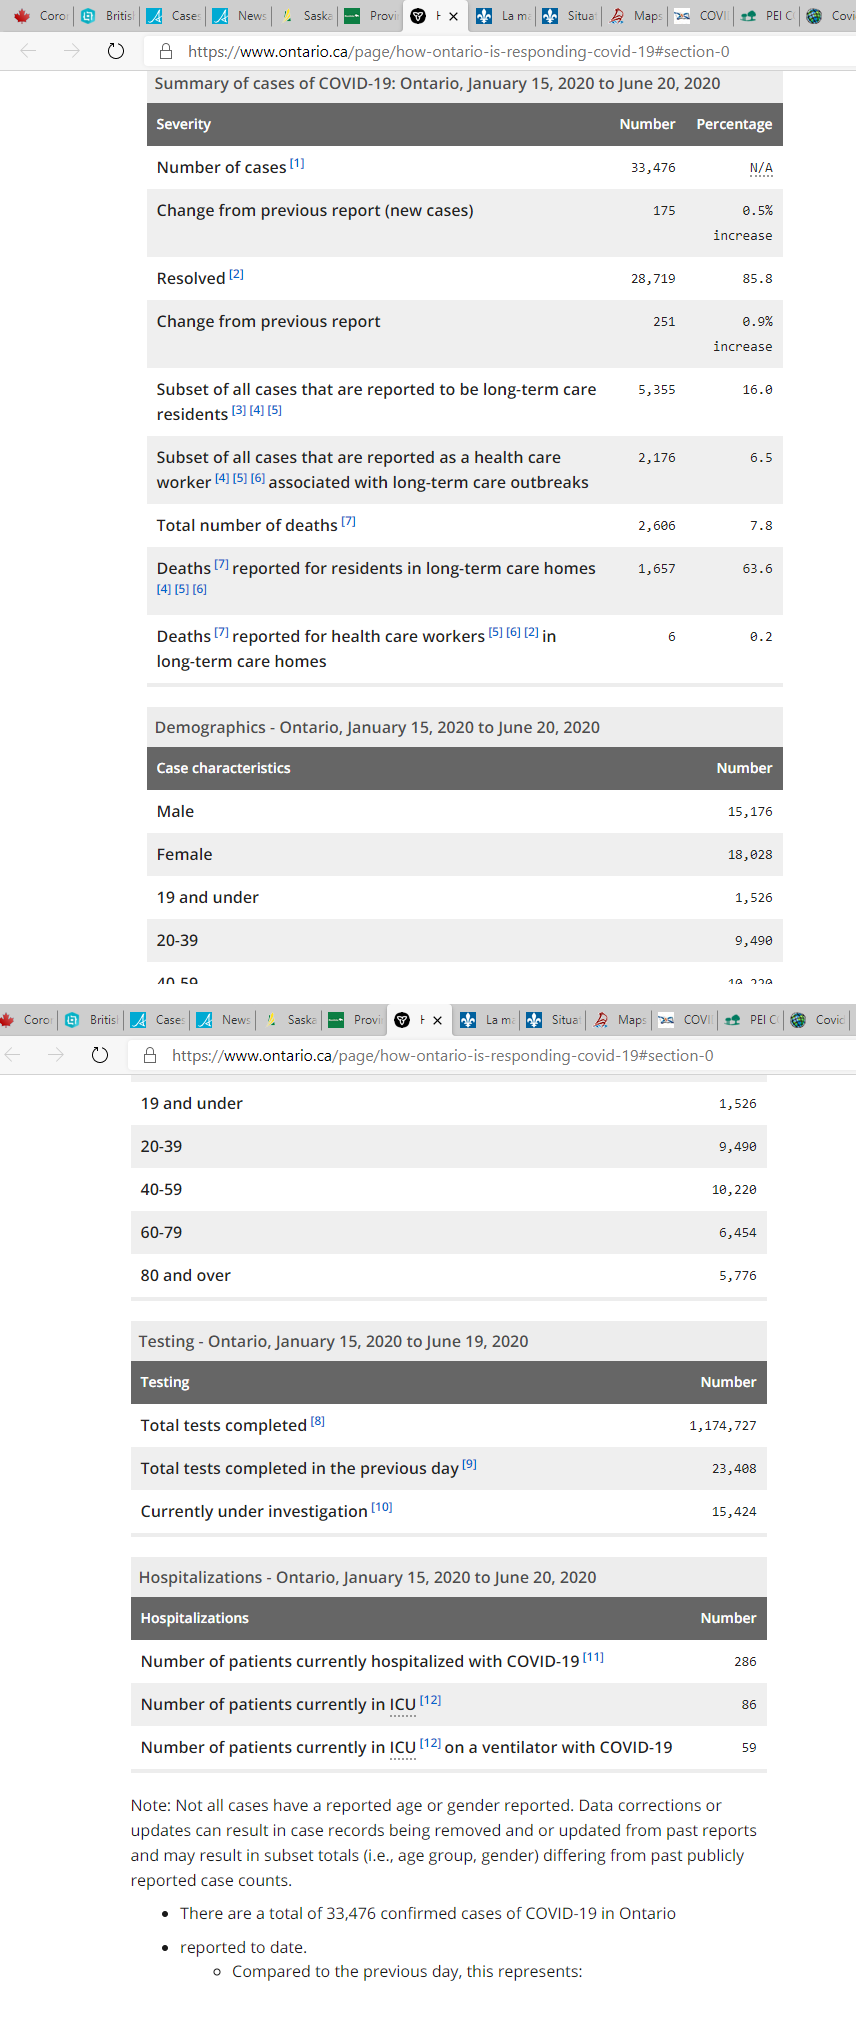 Coror
Britisl
Case:
News
Saska
Provi
H
La ma
Situat
Maps
COVI
PEI C
Covi
https://www.ontario.ca/page/how-ontario-is-responding-covid-19#section-0
Summary of cases of COVID-19: Ontario, January 15, 2020 to June 20, 2020
Severity Number Percentage
Number of cases [1] 33,476 N/A
Change from previous report (new cases) 175 0.5%
increase
Resolved [2] 28,719 85.8
Change from previous report 251 0.9%
increase
Subset of all cases that are reported to be long-term care 5,355 16.0
residents [3] [4] [5]
Subset of all cases that are reported as a health care 2,176 6.5
worker [4] [5] [6] associated with long-term care outbreaks
Total number of deaths [7] 2,606 7.8
Deaths [7] reported for residents in long-term care homes 1,657 63.6
[4] [5] [6]
Deaths [7] reported for health care workers [5] [6] [2] in 6 0.2
long-term care homes
Demographics - Ontario, January 15, 2020 to June 20, 2020
Case characteristics Number
Male 15,176
Female 18,028
19 and under 1,526
20-39 9,490
40-59 10,220
Coror
Britisl
Case:
News
Saska
Provi
H
La ma
Situat
Maps
COVI
PEI C
Covid
https://www.ontario.ca/page/how-ontario-is-responding-covid-19#section-0
19 and under 1,526
20-39 9,490
40-59 10,220
60-79 6,454
80 and over 5,776
Testing - Ontario, January 15, 2020 to June 19, 2020
Testing Number
Total tests completed [8] 1,174,727
Total tests completed in the previous day [9] 23,408
Currently under investigation [10] 15,424
Hospitalizations - Ontario, January 15, 2020 to June 20, 2020
Hospitalizations Number
Number of patients currently hospitalized with COVID-19 [11] 286
Number of patients currently in ICU [12] 86
Number of patients currently in ICU [12] on a ventilator with COVID-19 59
Note: Not all cases have a reported age or gender reported. Data corrections or
updates can result in case records being removed and or updated from past reports
and may result in subset totals (i.e., age group, gender) differing from past publicly
reported case counts.
• There are a total of 33,476 confirmed cases of COVID-19 in Ontario
• reported to date.
○ Compared to the previous day, this represents: